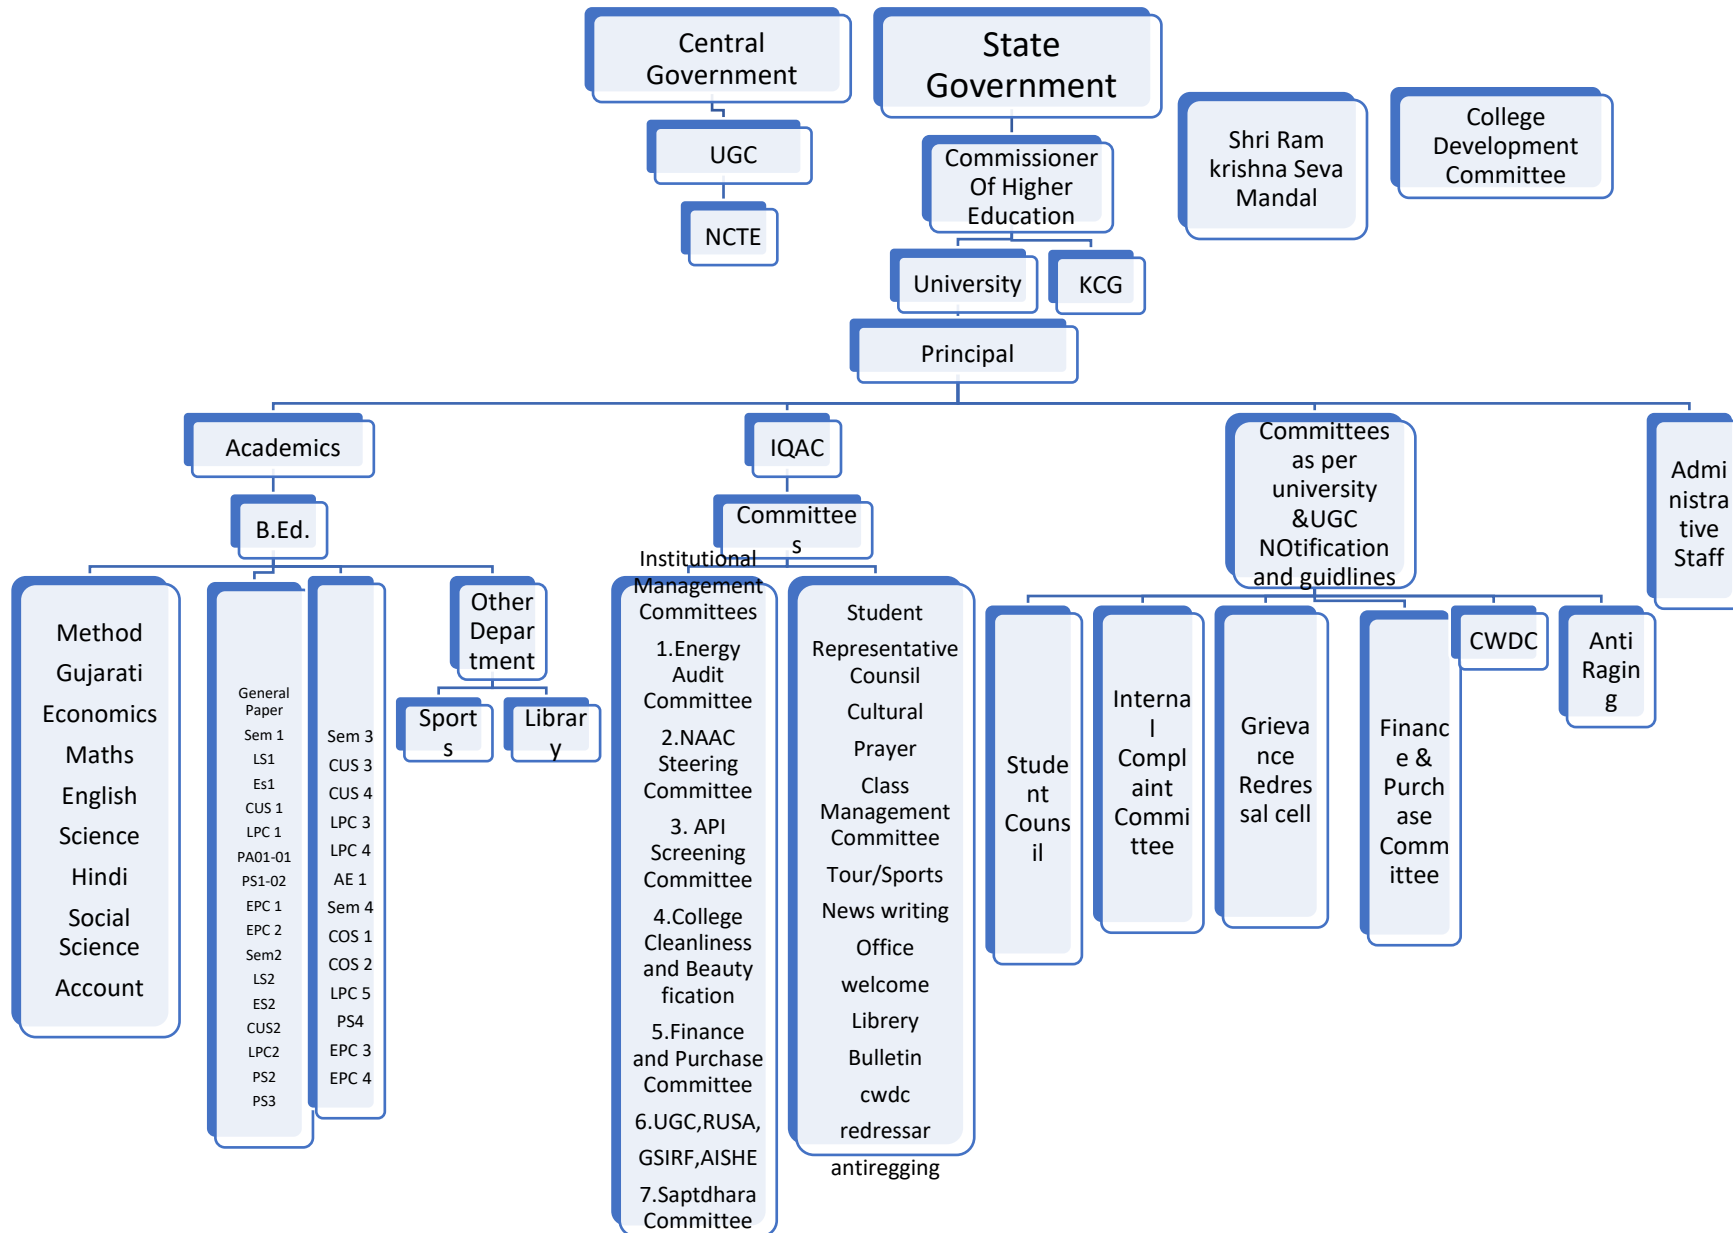 Central
Government
State
Government
Shri Ram
krishna Seva
Mandal
College
Development
Committee
UGC
Commissioner
Of Higher
Education
NCTE
University
KCG
Principal
Academics
IQAC
Committees
as per
university
&UGC
NOtification
and guidlines
Admi
nistra
tive
Staff
B.Ed.
Committee
s
Method
Gujarati
Economics
Maths
English
Science
Hindi
Social
Science
Account
General
Paper
Sem 1
LS1
Es1
CUS 1
LPC 1
PA01-01
PS1-02
EPC 1
EPC 2
Sem2
LS2
ES2
CUS2
LPC2
PS2
PS3
Sem 3
CUS 3
CUS 4
LPC 3
LPC 4
AE 1
Sem 4
COS 1
COS 2
LPC 5
PS4
EPC 3
EPC 4
Other
Depar
tment
Sport
s
Librar
y
Institutional
Management
Committees
1.Energy
Audit
Committee
2.NAAC
Steering
Committee
3. API
Screening
Committee
4.College
Cleanliness
and Beauty
fication
5.Finance
and Purchase
Committee
6.UGC,RUSA,
GSIRF,AISHE
7.Saptdhara
Committee
Student
Representative
Counsil
Cultural
Prayer
Class
Management
Committee
Tour/Sports
News writing
Office
welcome
Librery
Bulletin
cwdc
redressar
antiregging
Stude
nt
Couns
il
Interna
l
Compl
aint
Commi
ttee
Grieva
nce
Redres
sal cell
Financ
e &
Purch
ase
Comm
ittee
CWDC
Anti
Ragin
g